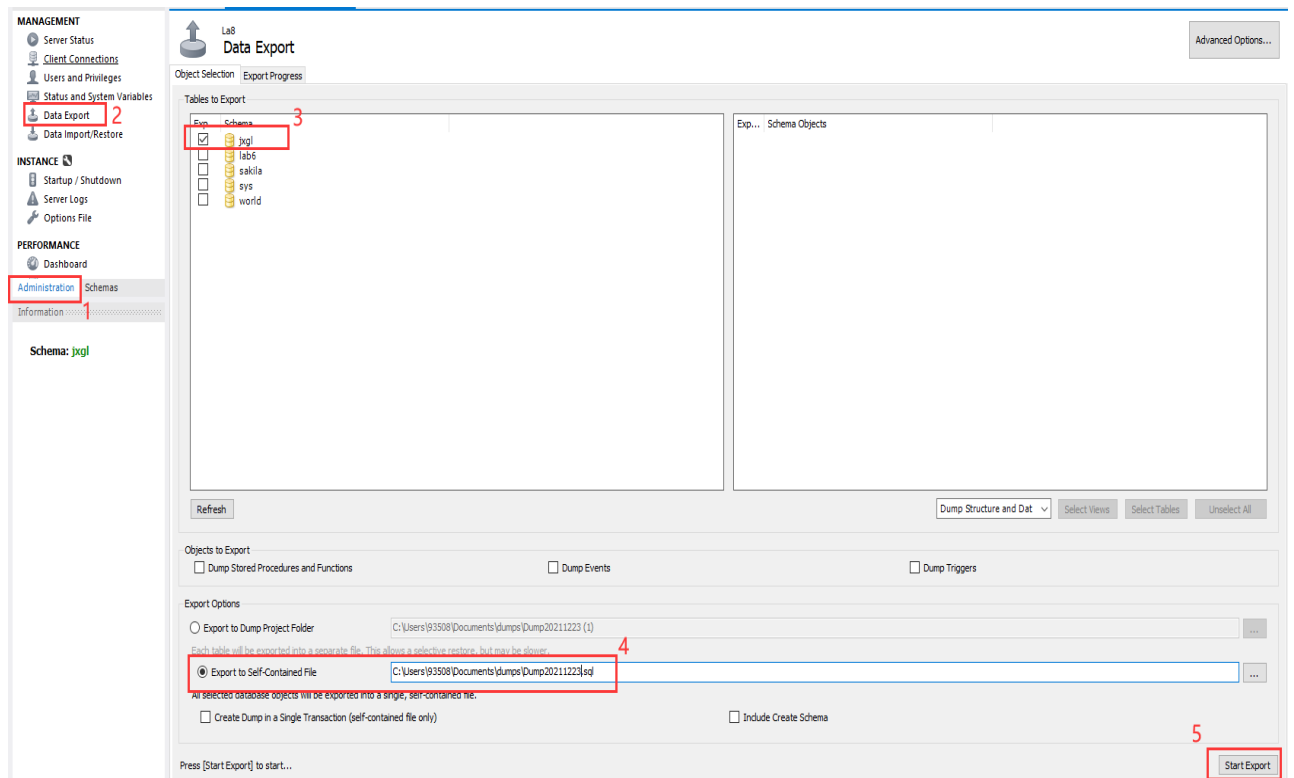 MANAGEMENT
Server Status
Client Connections
Users and Privileges
Status and System Variables
Data Export 2
Data Import/Restore
INSTANCE
Startup / Shutdown
Server Logs
Options File
PERFORMANCE
Dashboard
Administration Schemas
Information 1
Schema: jxgl
La8
Data Export
Advanced Options...
Object Selection Export Progress
Tables to Export
3
Exp... Schema
jxgl
lab6
sakila
sys
world
Exp... Schema Objects
Refresh
Dump Structure and Dat Select Views Select Tables Unselect All
Objects to Export
Dump Stored Procedures and Functions Dump Events Dump Triggers
Export Options
Export to Dump Project Folder C:\Users\93508\Documents\dumps\Dump20211223 (1) ...
Each table will be exported into a separate file. This allows a selective restore, but may be slower.
4
Export to Self-Contained File C:\Users\93508\Documents\dumps\Dump20211223.sql ...
All selected database objects will be exported into a single, self-contained file.
Create Dump in a Single Transaction (self-contained file only) Include Create Schema
5
Press [Start Export] to start... Start Export